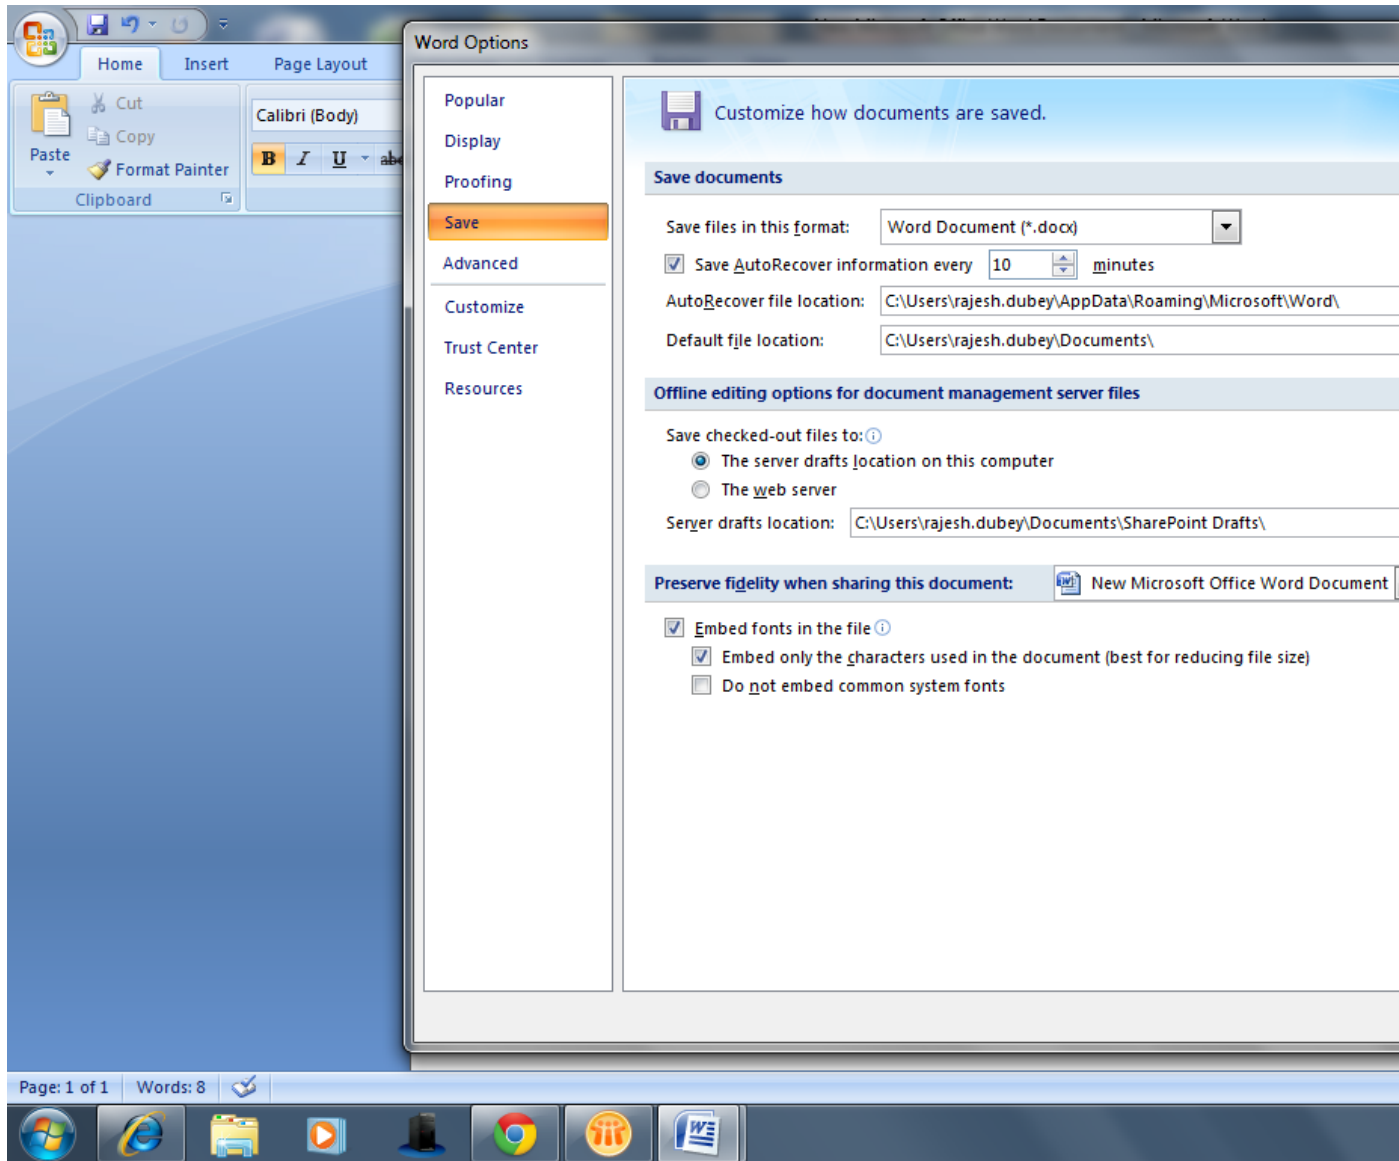 Word Options
Home Insert Page Layout
Cut
Copy
Paste
Format Painter
Clipboard
Calibri (Body)
B I U abc
Popular
Display
Proofing
Save
Advanced
Customize
Trust Center
Resources
Customize how documents are saved.
Save documents
Save files in this format: Word Document (*.docx)
Save AutoRecover information every 10 minutes
AutoRecover file location: C:\Users\rajesh.dubey\AppData\Roaming\Microsoft\Word\
Default file location: C:\Users\rajesh.dubey\Documents\
Offline editing options for document management server files
Save checked-out files to:
The server drafts location on this computer
The web server
Server drafts location: C:\Users\rajesh.dubey\Documents\SharePoint Drafts\
Preserve fidelity when sharing this document: New Microsoft Office Word Document
Embed fonts in the file
Embed only the characters used in the document (best for reducing file size)
Do not embed common system fonts
Page: 1 of 1 Words: 8